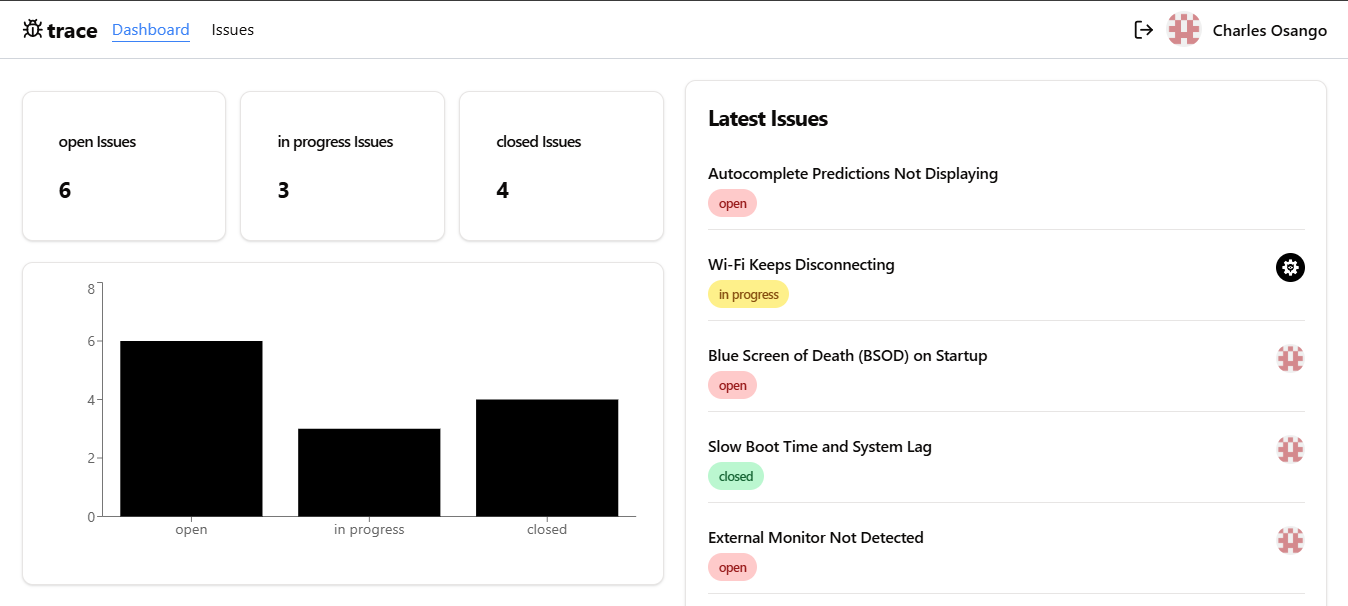 trace Dashboard Issues Charles Osango
open Issues
6
in progress Issues
3
closed Issues
4
8
6
4
2
0
open in progress closed
Latest Issues
Autocomplete Predictions Not Displaying
open
Wi-Fi Keeps Disconnecting
in progress
Blue Screen of Death (BSOD) on Startup
open
Slow Boot Time and System Lag
closed
External Monitor Not Detected
open